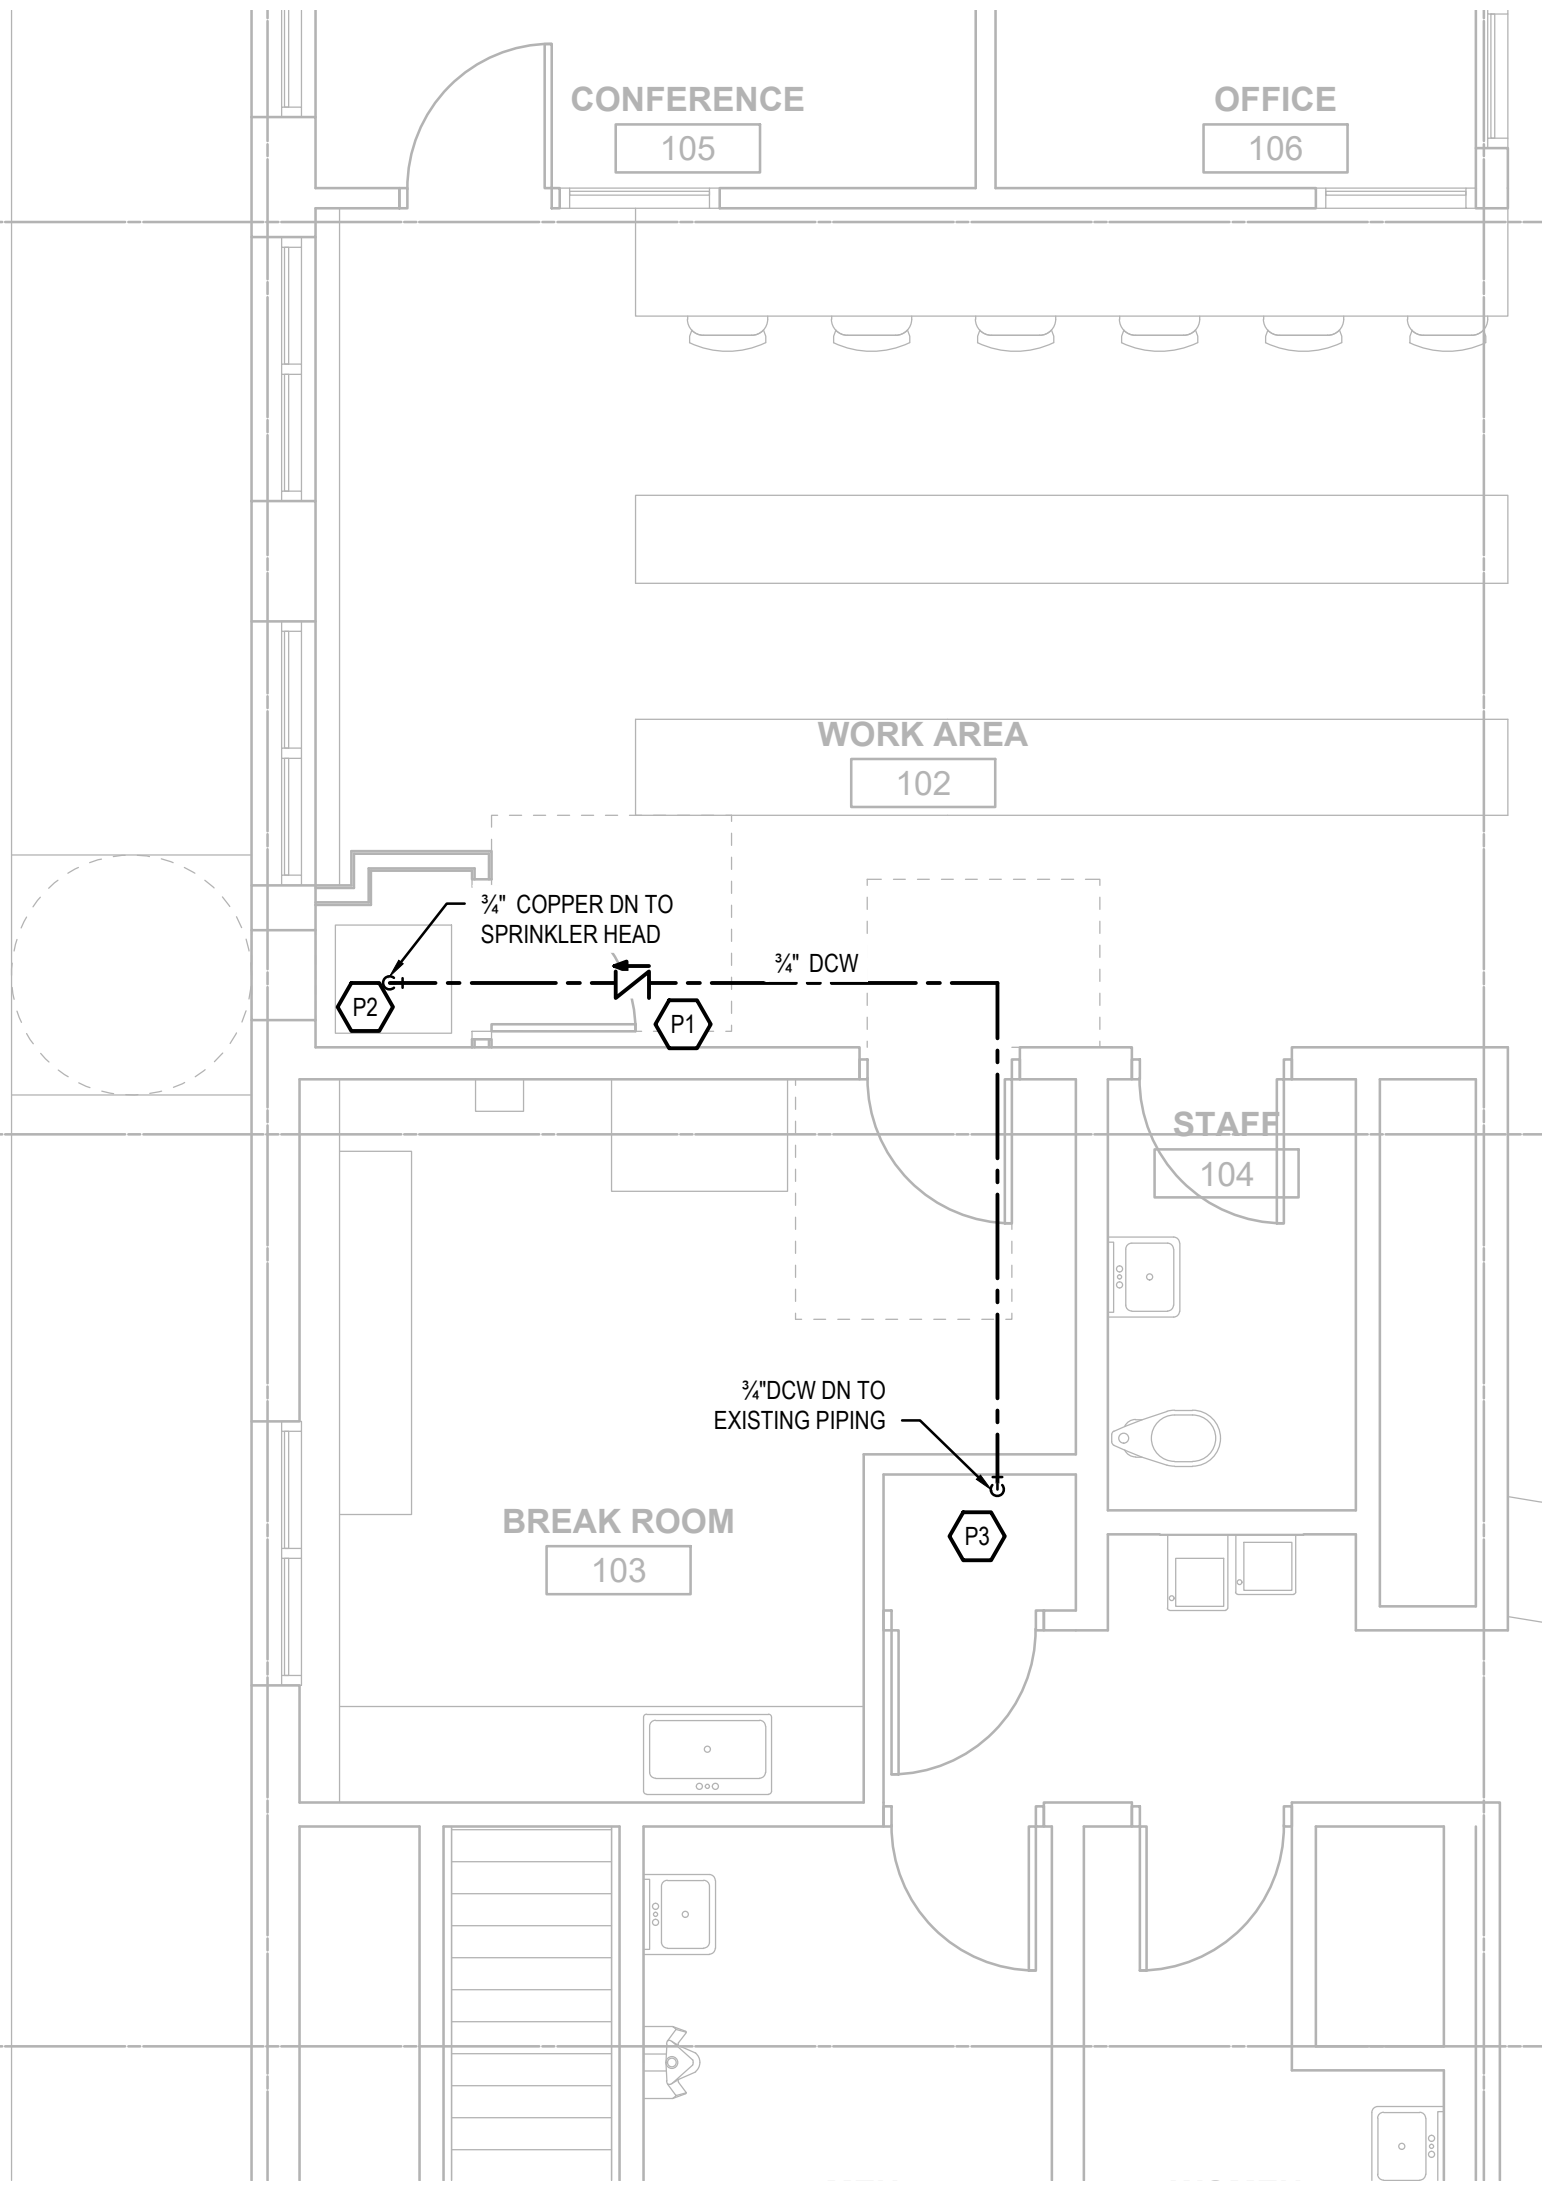 CONFERENCE
105
OFFICE
106
WORK AREA
102
¾" COPPER DN TO
SPRINKLER HEAD
¾" DCW
P2
P1
STAFF
104
¾"DCW DN TO
EXISTING PIPING
BREAK ROOM
103
P3